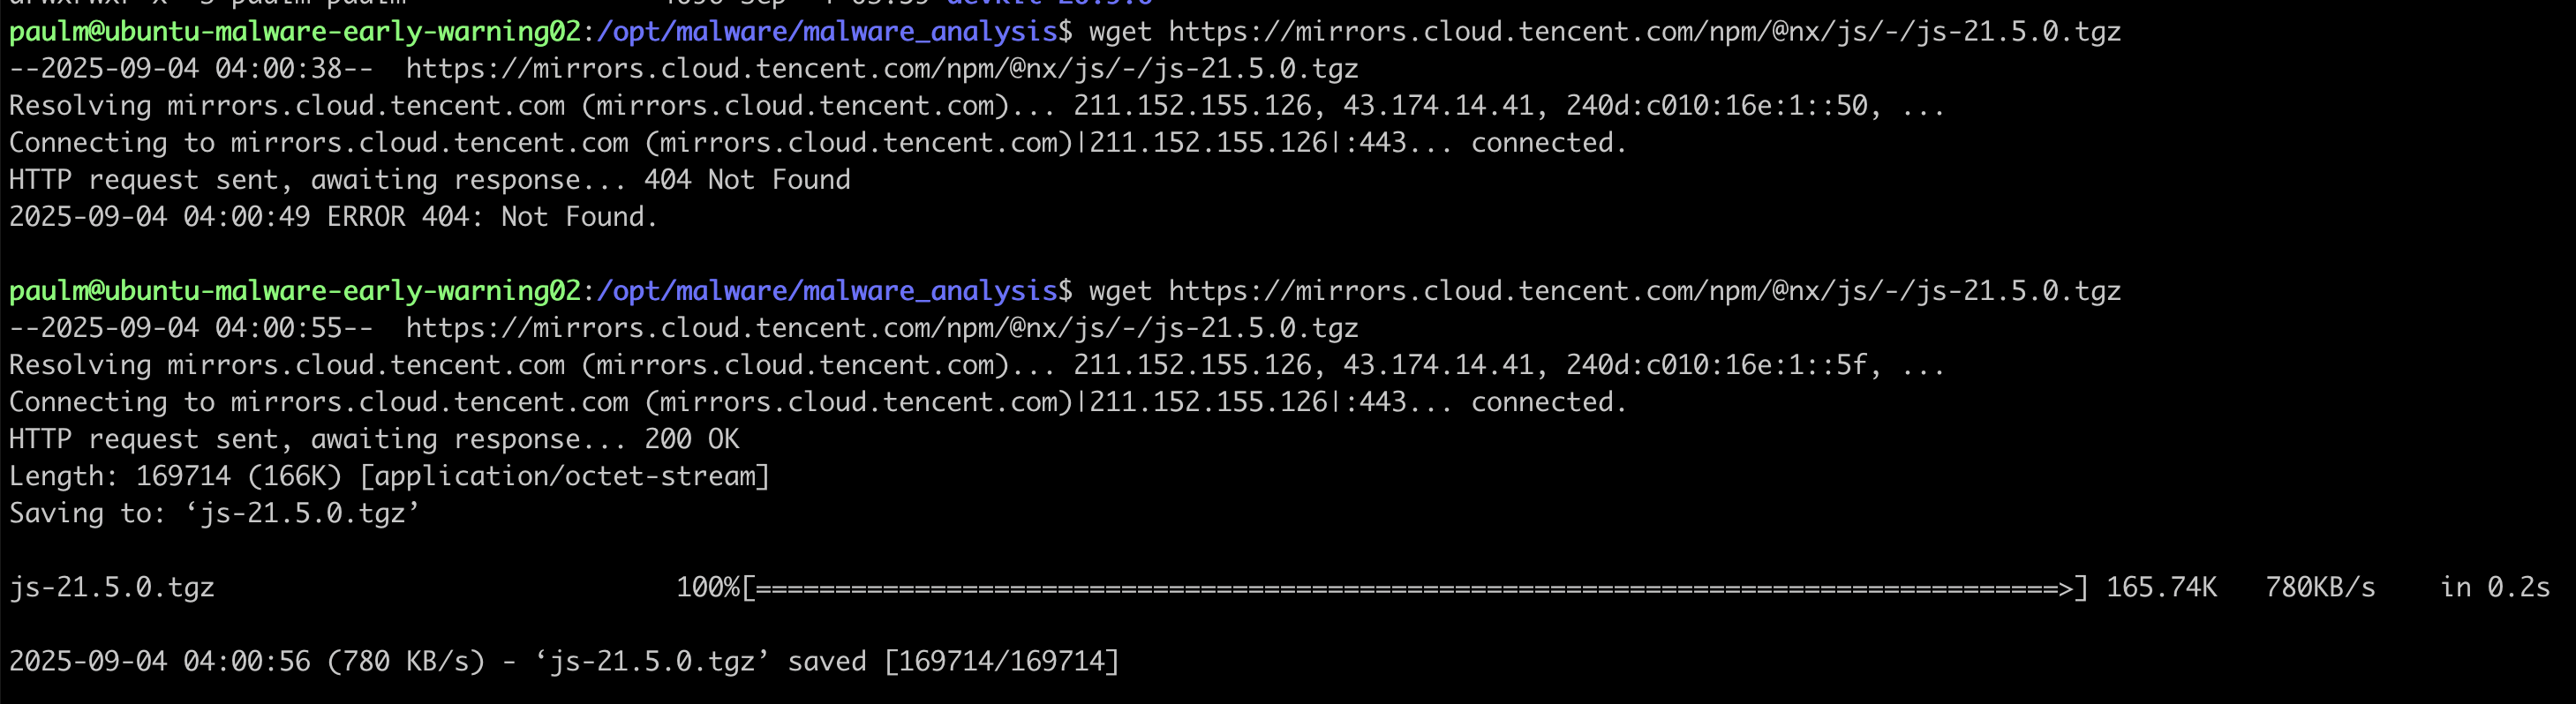 paulm@ubuntu-malware-early-warning02:/opt/malware/malware_analysis$ wget https://mirrors.cloud.tencent.com/npm/@nx/js/-/js-21.5.0.tgz
--2025-09-04 04:00:38--  https://mirrors.cloud.tencent.com/npm/@nx/js/-/js-21.5.0.tgz
Resolving mirrors.cloud.tencent.com (mirrors.cloud.tencent.com)... 211.152.155.126, 43.174.14.41, 240d:c010:16e:1::50, ...
Connecting to mirrors.cloud.tencent.com (mirrors.cloud.tencent.com)|211.152.155.126|:443... connected.
HTTP request sent, awaiting response... 404 Not Found
2025-09-04 04:00:49 ERROR 404: Not Found.
paulm@ubuntu-malware-early-warning02:/opt/malware/malware_analysis$ wget https://mirrors.cloud.tencent.com/npm/@nx/js/-/js-21.5.0.tgz
--2025-09-04 04:00:55--  https://mirrors.cloud.tencent.com/npm/@nx/js/-/js-21.5.0.tgz
Resolving mirrors.cloud.tencent.com (mirrors.cloud.tencent.com)... 211.152.155.126, 43.174.14.41, 240d:c010:16e:1::5f, ...
Connecting to mirrors.cloud.tencent.com (mirrors.cloud.tencent.com)|211.152.155.126|:443... connected.
HTTP request sent, awaiting response... 200 OK
Length: 169714 (166K) [application/octet-stream]
Saving to: ‘js-21.5.0.tgz’
js-21.5.0.tgz 100%[==================================================================================>] 165.74K 780KB/s in 0.2s
2025-09-04 04:00:56 (780 KB/s) - ‘js-21.5.0.tgz’ saved [169714/169714]